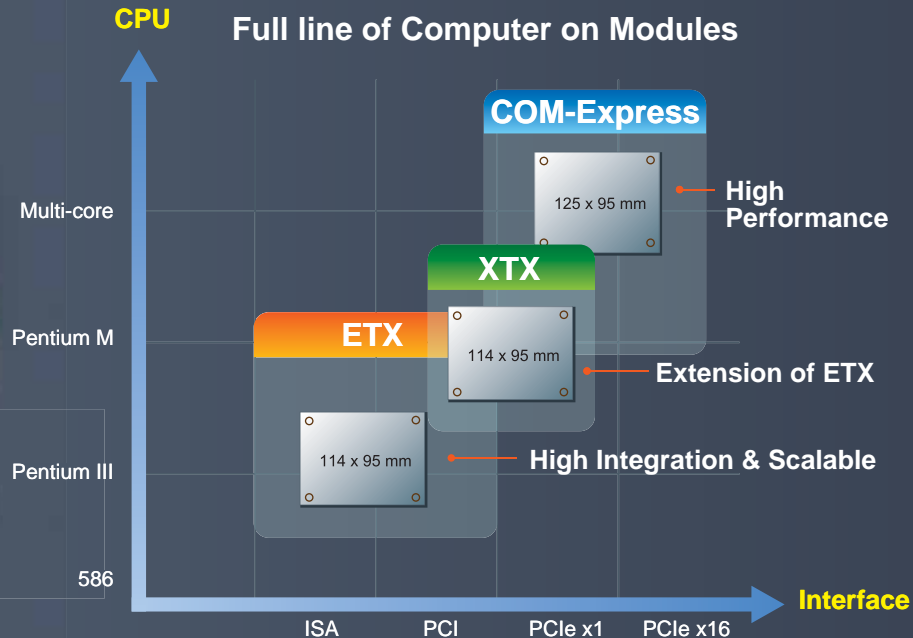 CPU
Full line of Computer on Modules
COM-Express
125 x 95 mm
High
Performance
Multi-core
XTX
ETX
114 x 95 mm
Pentium M
Extension of ETX
114 x 95 mm
High Integration & Scalable
Pentium III
586
Interface
ISA
PCI
PCIe x1
PCIe x16